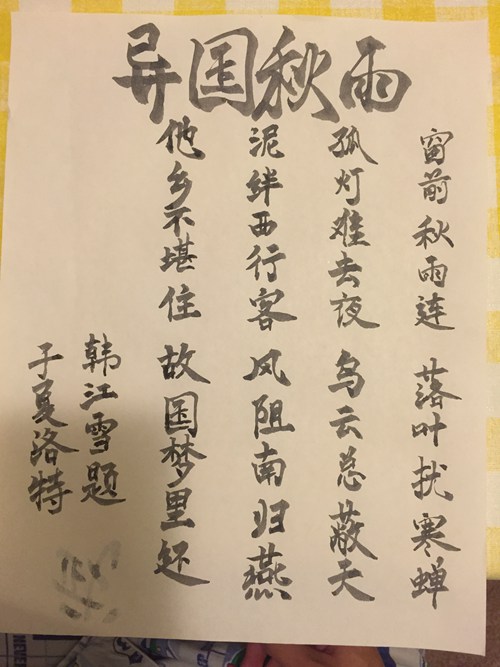 异国秋雨
窗前秋雨连 落叶扰寒蝉
孤灯难去夜 乌云总蔽天
泥绊西行客 风阻南归燕
他乡不堪住 故国梦里还
韩江雪题
于夏洛特